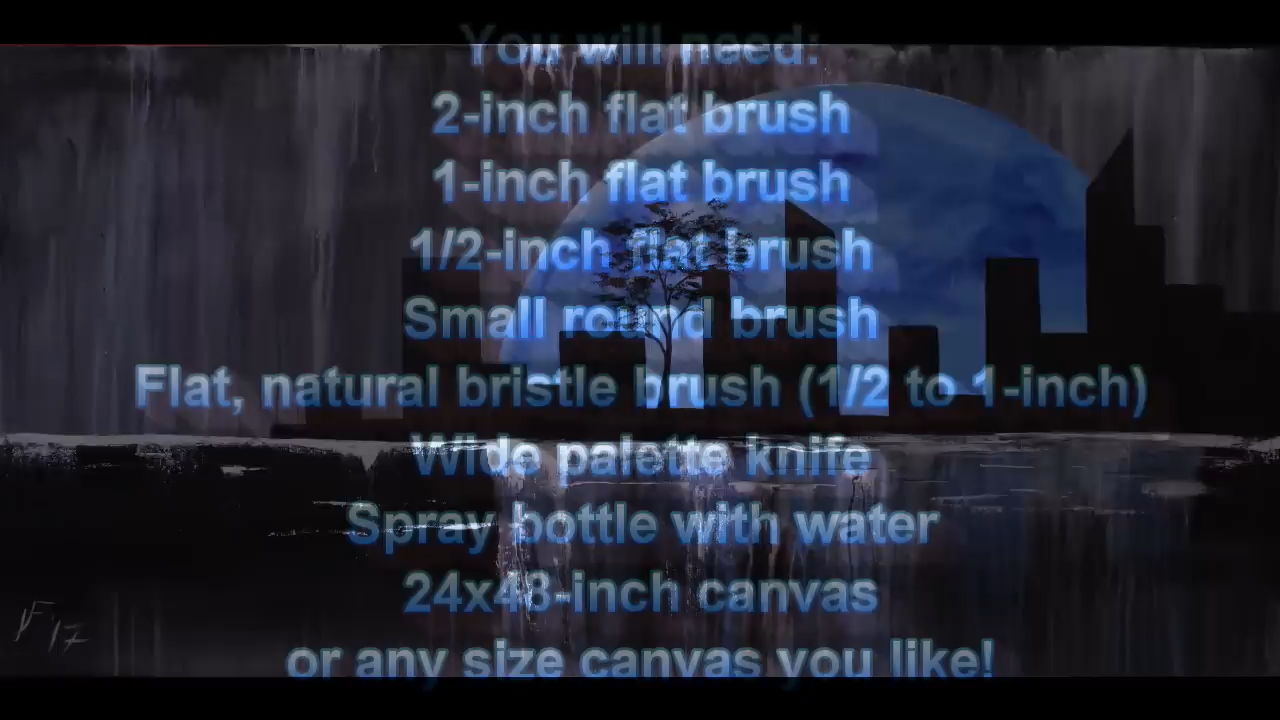 You will need:
2-inch flat brush
1-inch flat brush
1/2-inch flat brush
Small round brush
Flat, natural bristle brush (1/2 to 1-inch)
Wide palette knife
Spray bottle with water
24x48-inch canvas
or any size canvas you like!